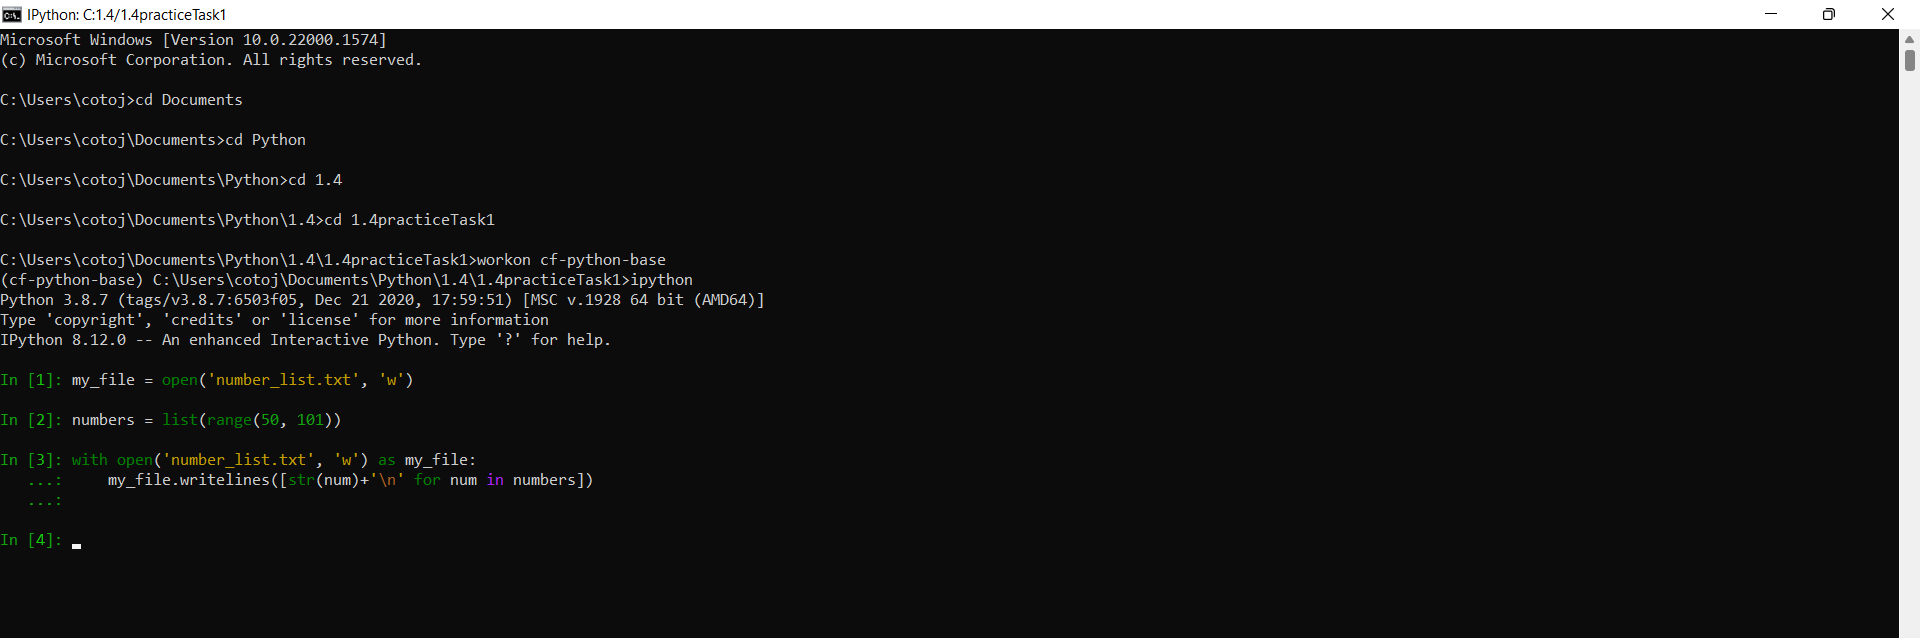 IPython: C:1.4/1.4practiceTask1
Microsoft Windows [Version 10.0.22000.1574]
(c) Microsoft Corporation. All rights reserved.
C:\Users\cotoj>cd Documents
C:\Users\cotoj\Documents>cd Python
C:\Users\cotoj\Documents\Python>cd 1.4
C:\Users\cotoj\Documents\Python\1.4>cd 1.4practiceTask1
C:\Users\cotoj\Documents\Python\1.4\1.4practiceTask1>workon cf-python-base
(cf-python-base) C:\Users\cotoj\Documents\Python\1.4\1.4practiceTask1>ipython
Python 3.8.7 (tags/v3.8.7:6503f05, Dec 21 2020, 17:59:51) [MSC v.1928 64 bit (AMD64)]
Type 'copyright', 'credits' or 'license' for more information
IPython 8.12.0 -- An enhanced Interactive Python. Type '?' for help.
In [1]: my_file = open('number_list.txt', 'w')
In [2]: numbers = list(range(50, 101))
In [3]: with open('number_list.txt', 'w') as my_file:
   ...:     my_file.writelines([str(num)+'\n' for num in numbers])
   ...:
In [4]: